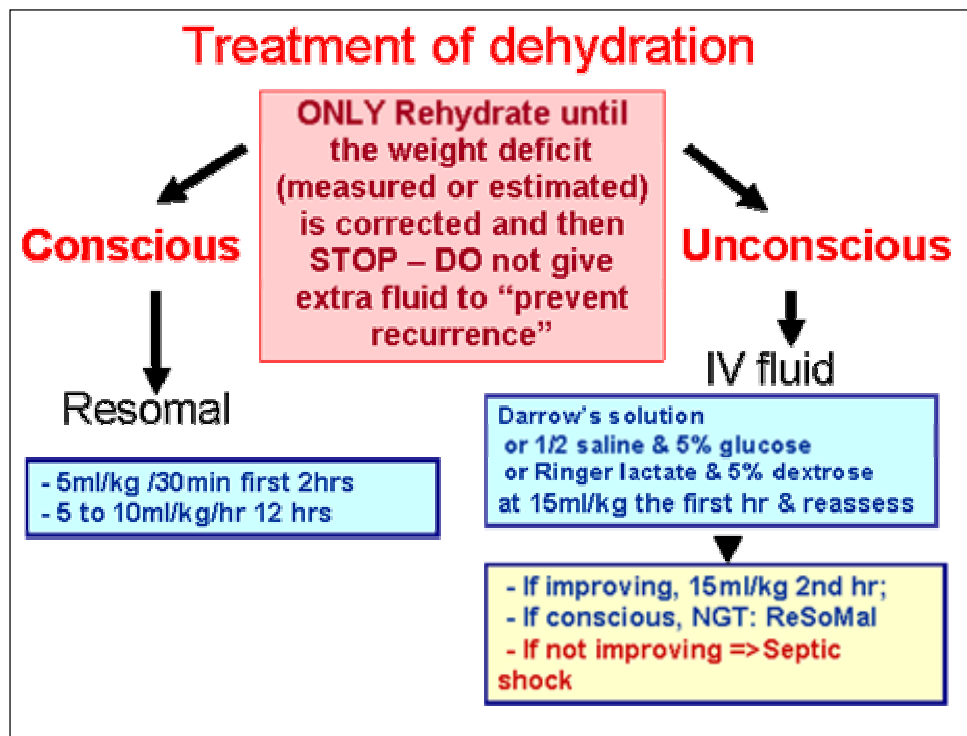 Treatment of dehydration
ONLY Rehydrate until
the weight deficit
(measured or estimated)
is corrected and then
STOP – DO not give
extra fluid to “prevent
recurrence”
Conscious
Unconscious
Resomal
- 5ml/kg /30min first 2hrs
- 5 to 10ml/kg/hr 12 hrs
IV fluid
Darrow’s solution
or 1/2 saline & 5% glucose
or Ringer lactate & 5% dextrose
at 15ml/kg the first hr & reassess
- If improving, 15ml/kg 2nd hr;
- If conscious, NGT: ReSoMal
- If not improving =>Septic
shock